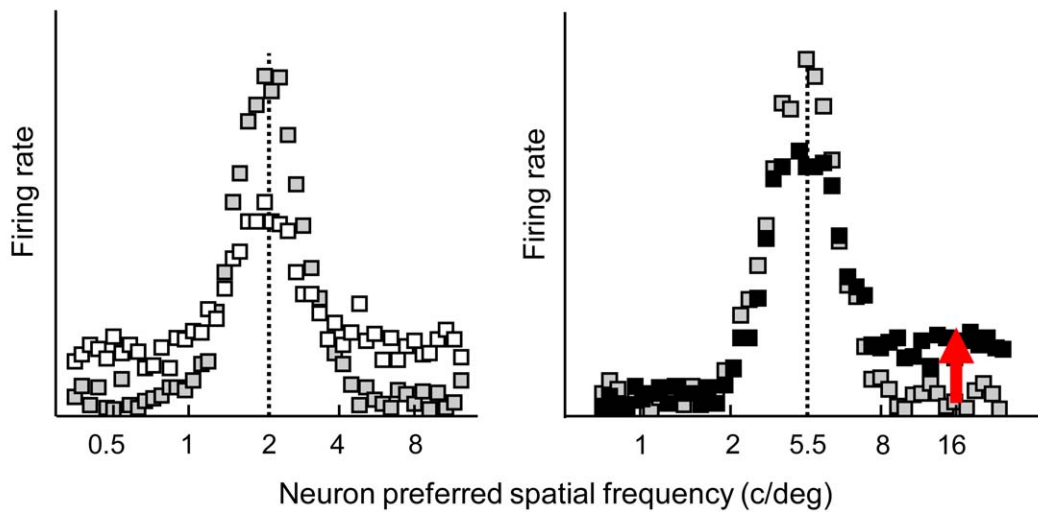 Firing rate
0.5 1 2 4 8
Firing rate
1 2 5.5 8 16
Neuron preferred spatial frequency (c/deg)